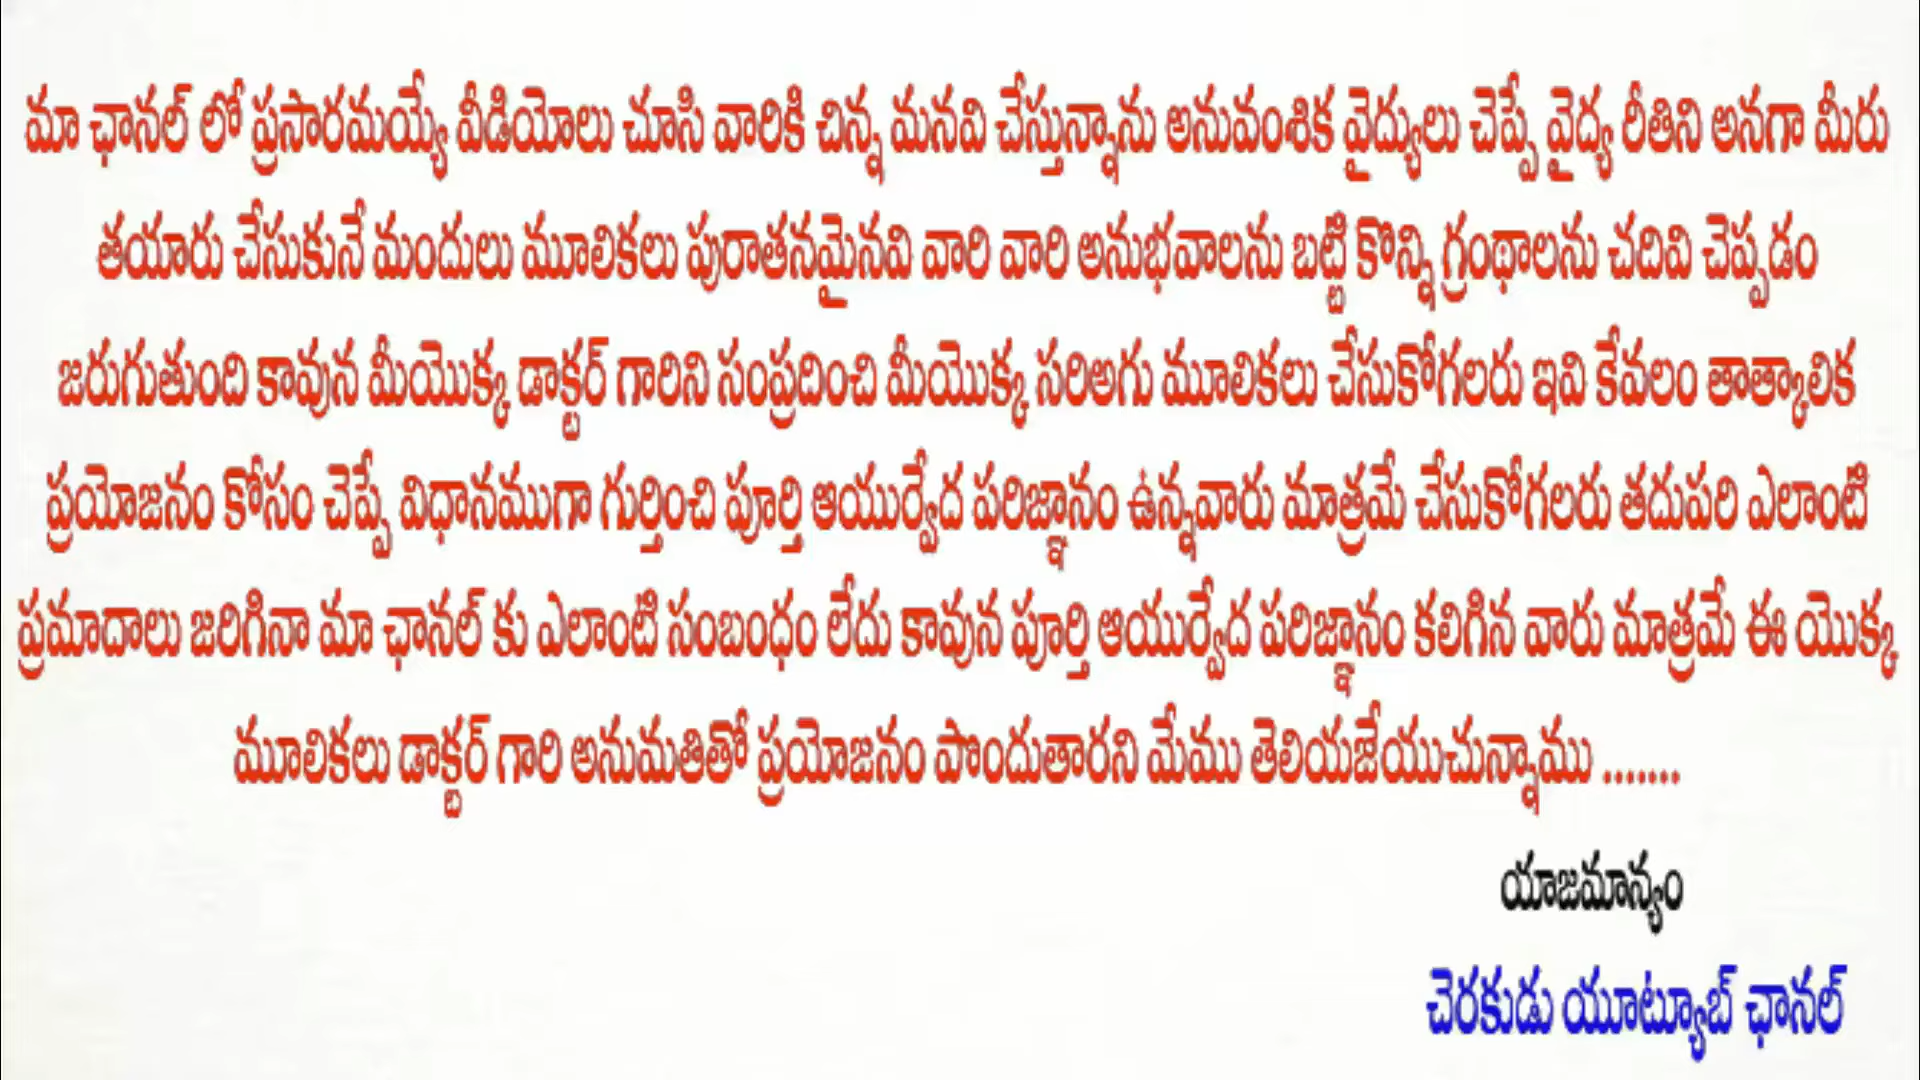 మా ఛానల్ లో ప్రసారమయ్యే వీడియోలు చూసి వారికి చిన్న మనవి చేస్తున్నాను అనువంశిక వైద్యులు చెప్పే వైద్య రీతిని అనగా మీరు
తయారు చేసుకునే మందులు మూలికలు పురాతనమైనవి వారి వారి అనుభవాలను బట్టి కొన్ని గ్రంథాలను చదివి చెప్పడం
జరుగుతుంది కావున మీయొక్క డాక్టర్ గారిని సంప్రదించి మీయొక్క సరిఅగు మూలికలు చేసుకోగలరు ఇవి కేవలం తాత్కాలిక
ప్రయోజనం కోసం చెప్పే విధానముగా గుర్తించి పూర్తి ఆయుర్వేద పరిజ్ఞానం ఉన్నవారు మాత్రమే చేసుకోగలరు తదుపరి ఎలాంటి
ప్రమాదాలు జరిగినా మా ఛానల్ కు ఎలాంటి సంబంధం లేదు కావున పూర్తి ఆయుర్వేద పరిజ్ఞానం కలిగిన వారు మాత్రమే ఈ యొక్క
మూలికలు డాక్టర్ గారి అనుమతితో ప్రయోజనం పొందుతారని మేము తెలియజేయుచున్నాము .......
యాజమాన్యం
చెరకుడు యూట్యూబ్ ఛానల్